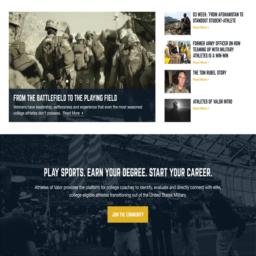 FROM THE BATTLEFIELD TO THE PLAYING FIELD
Veterans have leadership, selflessness and experience that even the most seasoned
college athletes don't possess. Read More
ED WEEK: "FROM AFGHANISTAN TO
STANDOUT STUDENT-ATHLETE
Read More
FORMER ARMY OFFICER ON HOW
TEAMING UP WITH MILITARY
ATHLETES IS A WIN-WIN
Read More
THE TOM RUBEL STORY
Read More
ATHLETES OF VALOR INTRO
Read More
PLAY SPORTS. EARN YOUR DEGREE. START YOUR CAREER.
Athletes of Valor provides the platform for college coaches to identify, evaluate and directly connect with elite,
college-eligible athletes transitioning out of the United States Military.
JOIN THE COMMUNITY